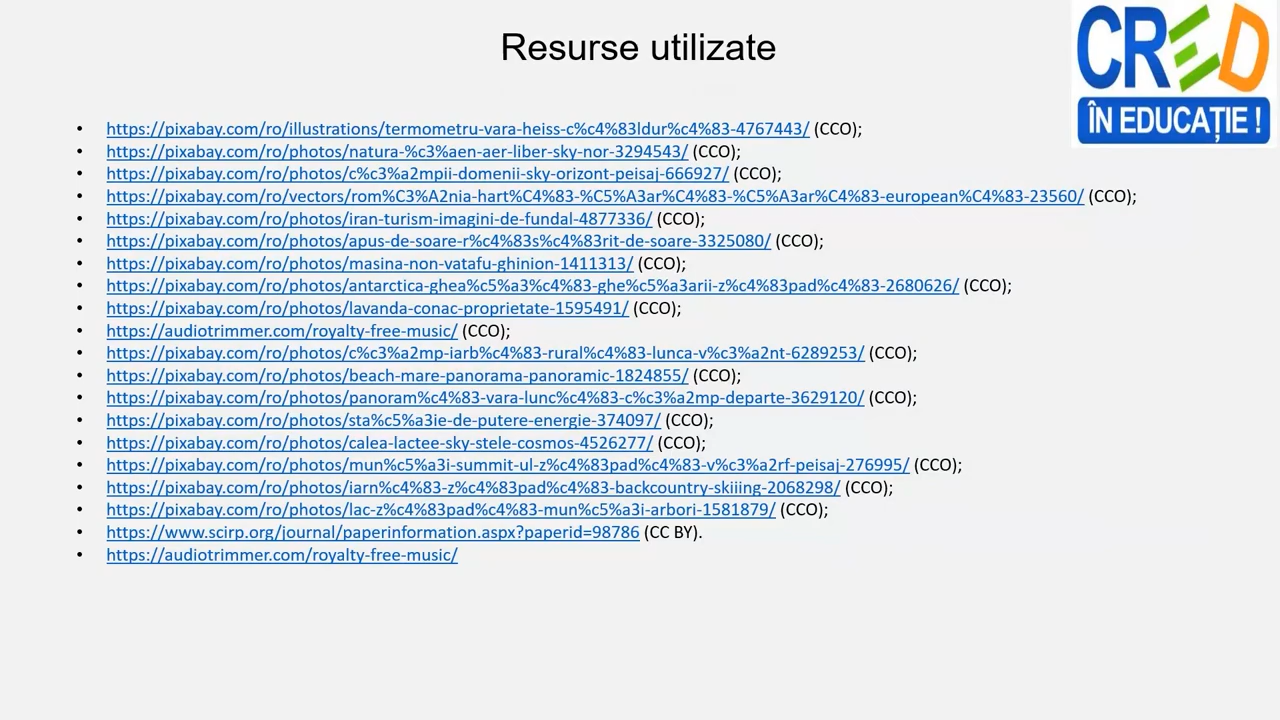 Resurse utilizate
CRED
ÎN EDUCAȚIE !
• https://pixabay.com/ro/illustrations/termometru-vara-heiss-c%c4%83ldur%c4%83-4767443/ (CCO);
• https://pixabay.com/ro/photos/natura-%c3%aen-aer-liber-sky-nor-3294543/ (CCO);
• https://pixabay.com/ro/photos/c%c3%a2mpii-domenii-sky-orizont-peisaj-666927/ (CCO);
• https://pixabay.com/ro/vectors/rom%C3%A2nia-hart%C4%83-%C5%A3ar%C4%83-%C5%A3ar%C4%83-european%C4%83-23560/ (CCO);
• https://pixabay.com/ro/photos/iran-turism-imagini-de-fundal-4877336/ (CCO);
• https://pixabay.com/ro/photos/apus-de-soare-r%c4%83s%c4%83rit-de-soare-3325080/ (CCO);
• https://pixabay.com/ro/photos/masina-non-vatafu-ghinion-1411313/ (CCO);
• https://pixabay.com/ro/photos/antarctica-ghea%c5%a3%c4%83-ghe%c5%a3arii-z%c4%83pad%c4%83-2680626/ (CCO);
• https://pixabay.com/ro/photos/lavanda-conac-proprietate-1595491/ (CCO);
• https://audiotrimmer.com/royalty-free-music/ (CCO);
• https://pixabay.com/ro/photos/c%c3%a2mp-iarb%c4%83-rural%c4%83-lunca-v%c3%a2nt-6289253/ (CCO);
• https://pixabay.com/ro/photos/beach-mare-panorama-panoramic-1824855/ (CCO);
• https://pixabay.com/ro/photos/panoram%c4%83-vara-lunc%c4%83-c%c3%a2mp-departe-3629120/ (CCO);
• https://pixabay.com/ro/photos/sta%c5%a3ie-de-putere-energie-374097/ (CCO);
• https://pixabay.com/ro/photos/calea-lactee-sky-stele-cosmos-4526277/ (CCO);
• https://pixabay.com/ro/photos/mun%c5%a3i-summit-ul-z%c4%83pad%c4%83-v%c3%a2rf-peisaj-276995/ (CCO);
• https://pixabay.com/ro/photos/iarn%c4%83-z%c4%83pad%c4%83-backcountry-skiiing-2068298/ (CCO);
• https://pixabay.com/ro/photos/lac-z%c4%83pad%c4%83-mun%c5%a3i-arbori-1581879/ (CCO);
• https://www.scirp.org/journal/paperinformation.aspx?paperid=98786 (CC BY).
• https://audiotrimmer.com/royalty-free-music/